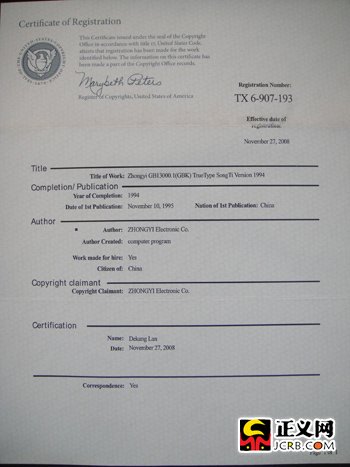 Certificate of Registration
This Certificate issued under the seal of the Copyright
Office in accordance with title 17, United States Code,
attests that registration has been made for the work
identified below. The information on this certificate has
been made a part of the Copyright Office records.
Marybeth Peters
Register of Copyrights, United States of America
Registration Number:
TX 6-907-193
Effective date of
registration:
November 27, 2008
Title
Title of Work: Zhongyi GB13000.1(GBK) TrueType SongTi Version 1994
Completion/Publication
Year of Completion: 1994
Date of 1st Publication: November 10, 1995 Nation of 1st Publication: China
Author
Author: ZHONGYI Electronic Co.
Author Created: computer program
Work made for hire: Yes
Citizen of: China
Copyright claimant
Copyright Claimant: ZHONGYI Electronic Co.
Certification
Name: Dekang Lan
Date: November 27, 2008
Correspondence: Yes
正义网
JCRB.COM